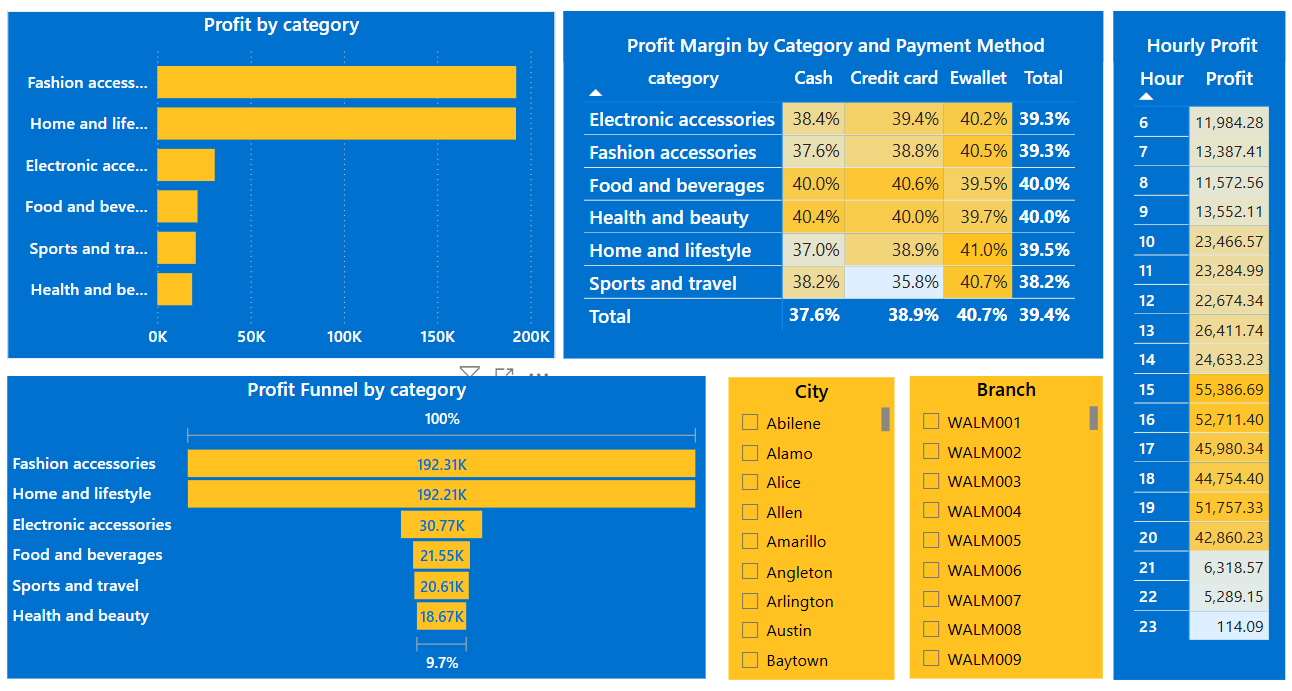 Profit by category
Fashion access...
Home and life...
Electronic acce...
Food and beve...
Sports and tra...
Health and be...
0K 50K 100K 150K 200K
Profit Margin by Category and Payment Method
category Cash Credit card Ewallet Total
Electronic accessories 38.4% 39.4% 40.2% 39.3%
Fashion accessories 37.6% 38.8% 40.5% 39.3%
Food and beverages 40.0% 40.6% 39.5% 40.0%
Health and beauty 40.4% 40.0% 39.7% 40.0%
Home and lifestyle 37.0% 38.9% 41.0% 39.5%
Sports and travel 38.2% 35.8% 40.7% 38.2%
Total 37.6% 38.9% 40.7% 39.4%
Hourly Profit
Hour Profit
6 11,984.28
7 13,387.41
8 11,572.56
9 13,552.11
10 23,466.57
11 23,284.99
12 22,674.34
13 26,411.74
14 24,633.23
15 55,386.69
16 52,711.40
17 45,980.34
18 44,754.40
19 51,757.33
20 42,860.23
21 6,318.57
22 5,289.15
23 114.09
Profit Funnel by category
100%
Fashion accessories 192.31K
Home and lifestyle 192.21K
Electronic accessories 30.77K
Food and beverages 21.55K
Sports and travel 20.61K
Health and beauty 18.67K
9.7%
City
Abilene
Alamo
Alice
Allen
Amarillo
Angleton
Arlington
Austin
Baytown
Branch
WALM001
WALM002
WALM003
WALM004
WALM005
WALM006
WALM007
WALM008
WALM009